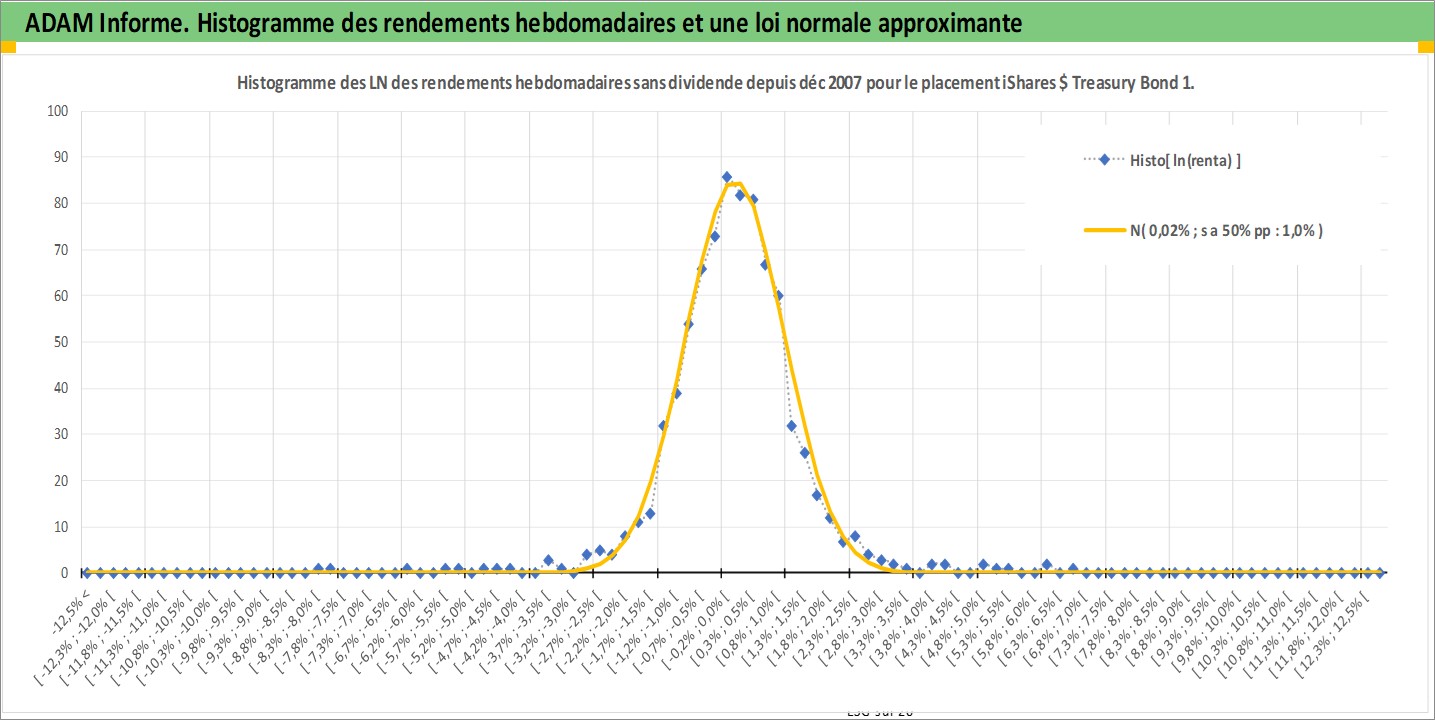 ADAM Informe. Histogramme des rendements hebdomadaires et une loi normale approximante
Histogramme des LN des rendements hebdomadaires sans dividende depuis déc 2007 pour le placement iShares $ Treasury Bond 1.
100
90
80
70
60
50
40
30
20
10
0
Histo[ ln(renta) ]
N( 0,02% ; s a 50% pp : 1,0% )
-12,5% <
[ -12,3% ; -12,0% [
[ -11,8% ; -11,5% [
[ -11,3% ; -11,0% [
[ -10,8% ; -10,5% [
[ -10,3% ; -10,0% [
[ -9,8% ; -9,5% [
[ -9,3% ; -9,0% [
[ -8,8% ; -8,5% [
[ -8,3% ; -8,0% [
[ -7,8% ; -7,5% [
[ -7,3% ; -7,0% [
[ -6,7% ; -6,5% [
[ -6,2% ; -6,0% [
[ -5,7% ; -5,5% [
[ -5,2% ; -5,0% [
[ -4,7% ; -4,5% [
[ -4,2% ; -4,0% [
[ -3,7% ; -3,5% [
[ -3,2% ; -3,0% [
[ -2,7% ; -2,5% [
[ -2,2% ; -2,0% [
[ -1,7% ; -1,5% [
[ -1,2% ; -1,0% [
[ -0,7% ; -0,5% [
[ -0,2% ; 0,0% [
[ 0,3% ; 0,5% [
[ 0,8% ; 1,0% [
[ 1,3% ; 1,5% [
[ 1,8% ; 2,0% [
[ 2,3% ; 2,5% [
[ 2,8% ; 3,0% [
[ 3,3% ; 3,5% [
[ 3,8% ; 4,0% [
[ 4,3% ; 4,5% [
[ 4,8% ; 5,0% [
[ 5,3% ; 5,5% [
[ 5,8% ; 6,0% [
[ 6,3% ; 6,5% [
[ 6,8% ; 7,0% [
[ 7,3% ; 7,5% [
[ 7,8% ; 8,0% [
[ 8,3% ; 8,5% [
[ 8,8% ; 9,0% [
[ 9,3% ; 9,5% [
[ 9,8% ; 10,0% [
[ 10,3% ; 10,5% [
[ 10,8% ; 11,0% [
[ 11,3% ; 11,5% [
[ 11,8% ; 12,0% [
[ 12,3% ; 12,5% [